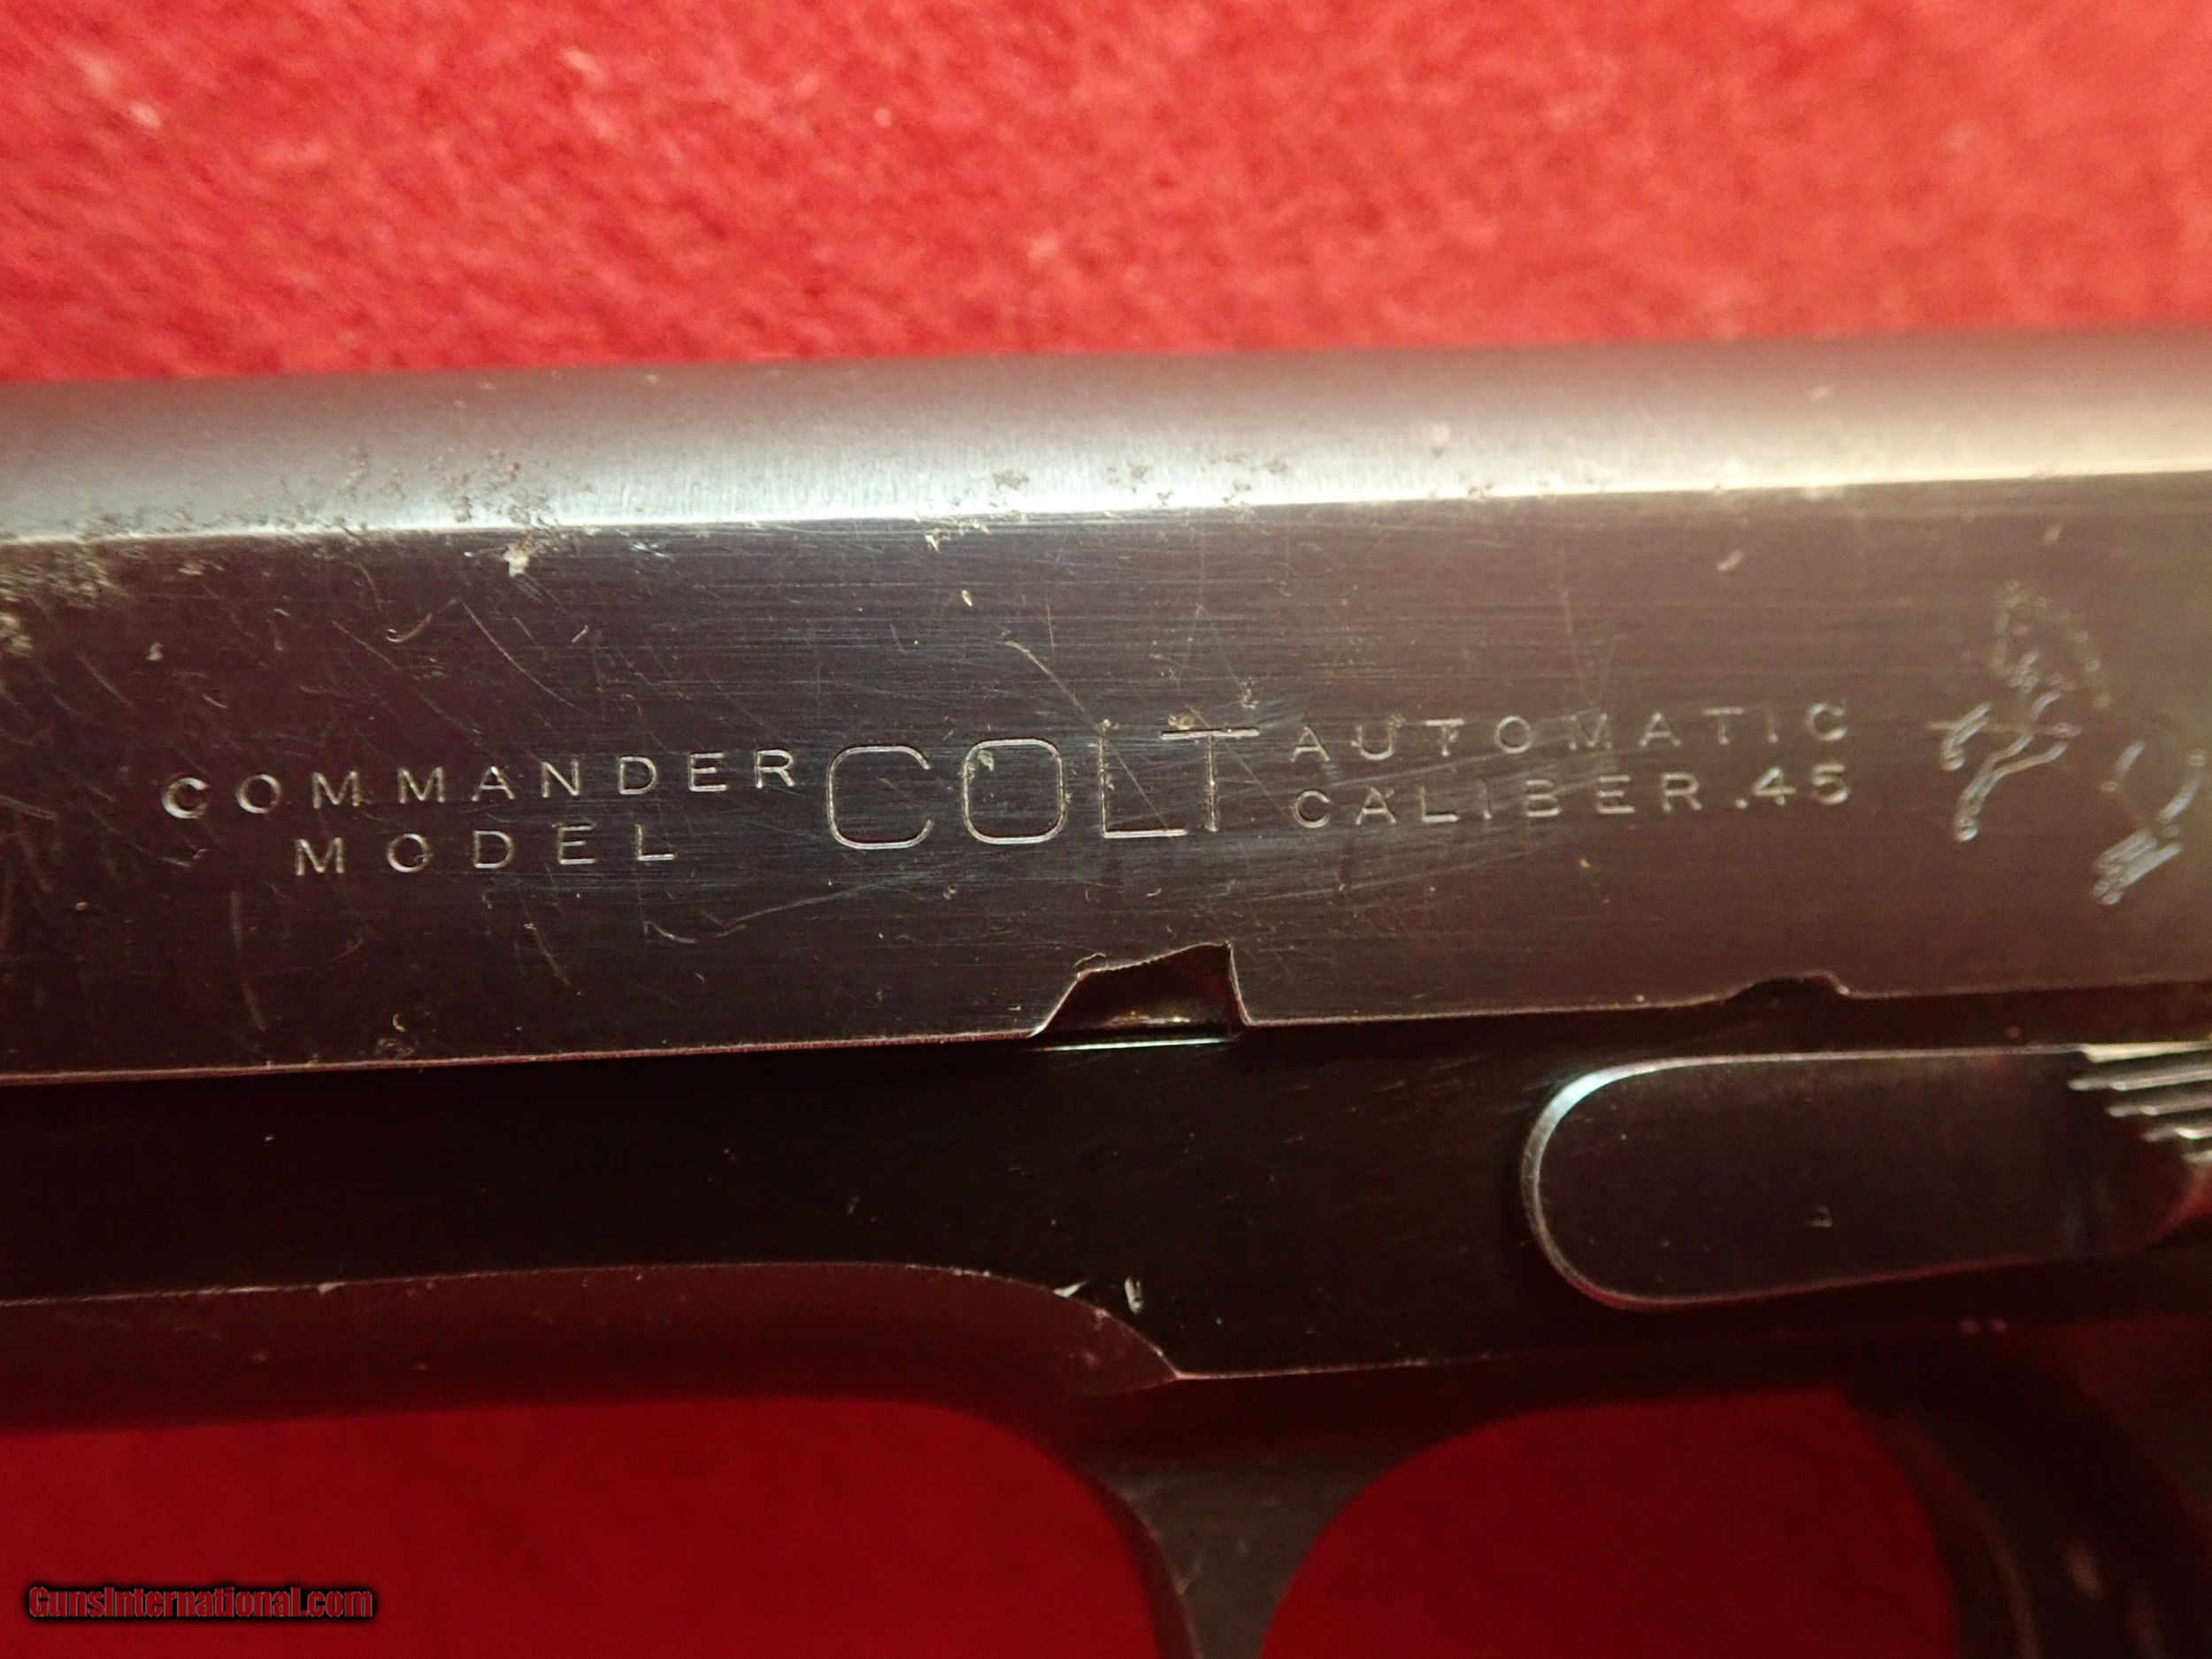 COMMANDER
MODEL
COLT
AUTOMATIC
CALIBER .45
GunsInternational.com